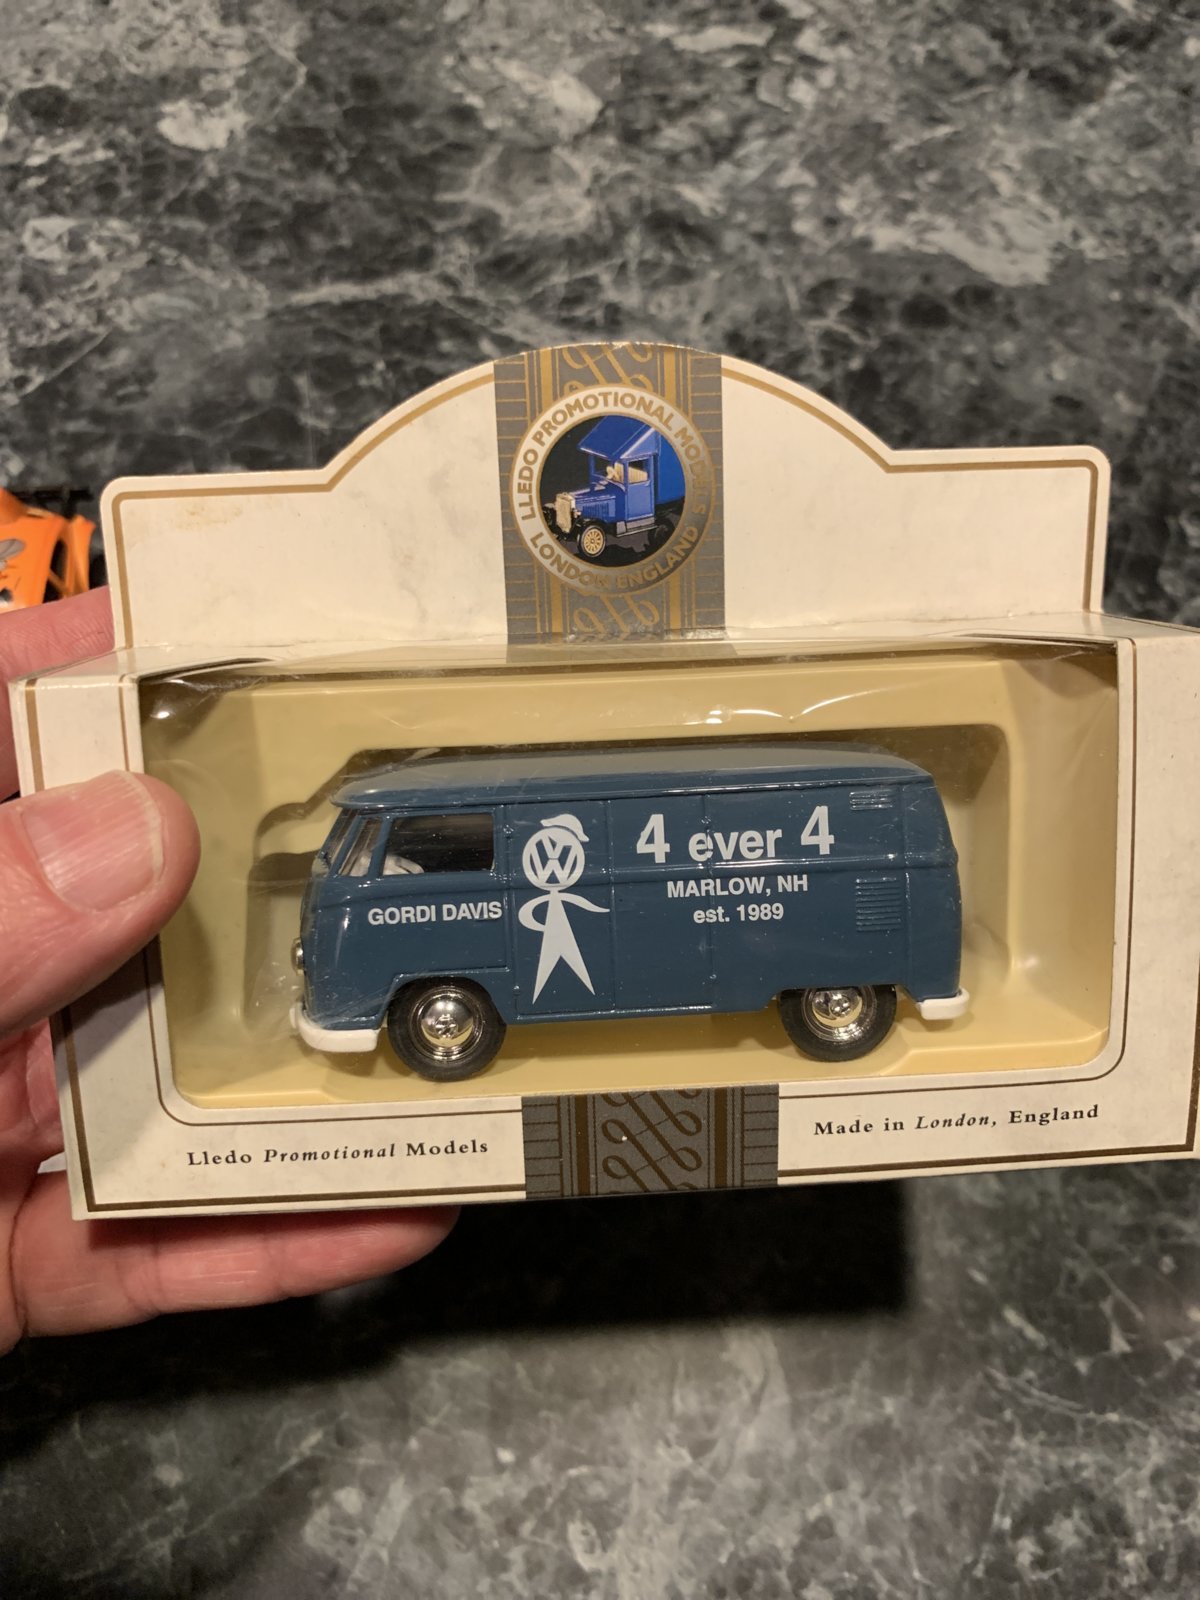 LLEDO PROMOTIONAL MODELS
LONDON ENGLAND
4 ever 4
MARLOW, NH
est. 1989
GORDI DAVIS
VW
Lledo Promotional Models
Made in London, England